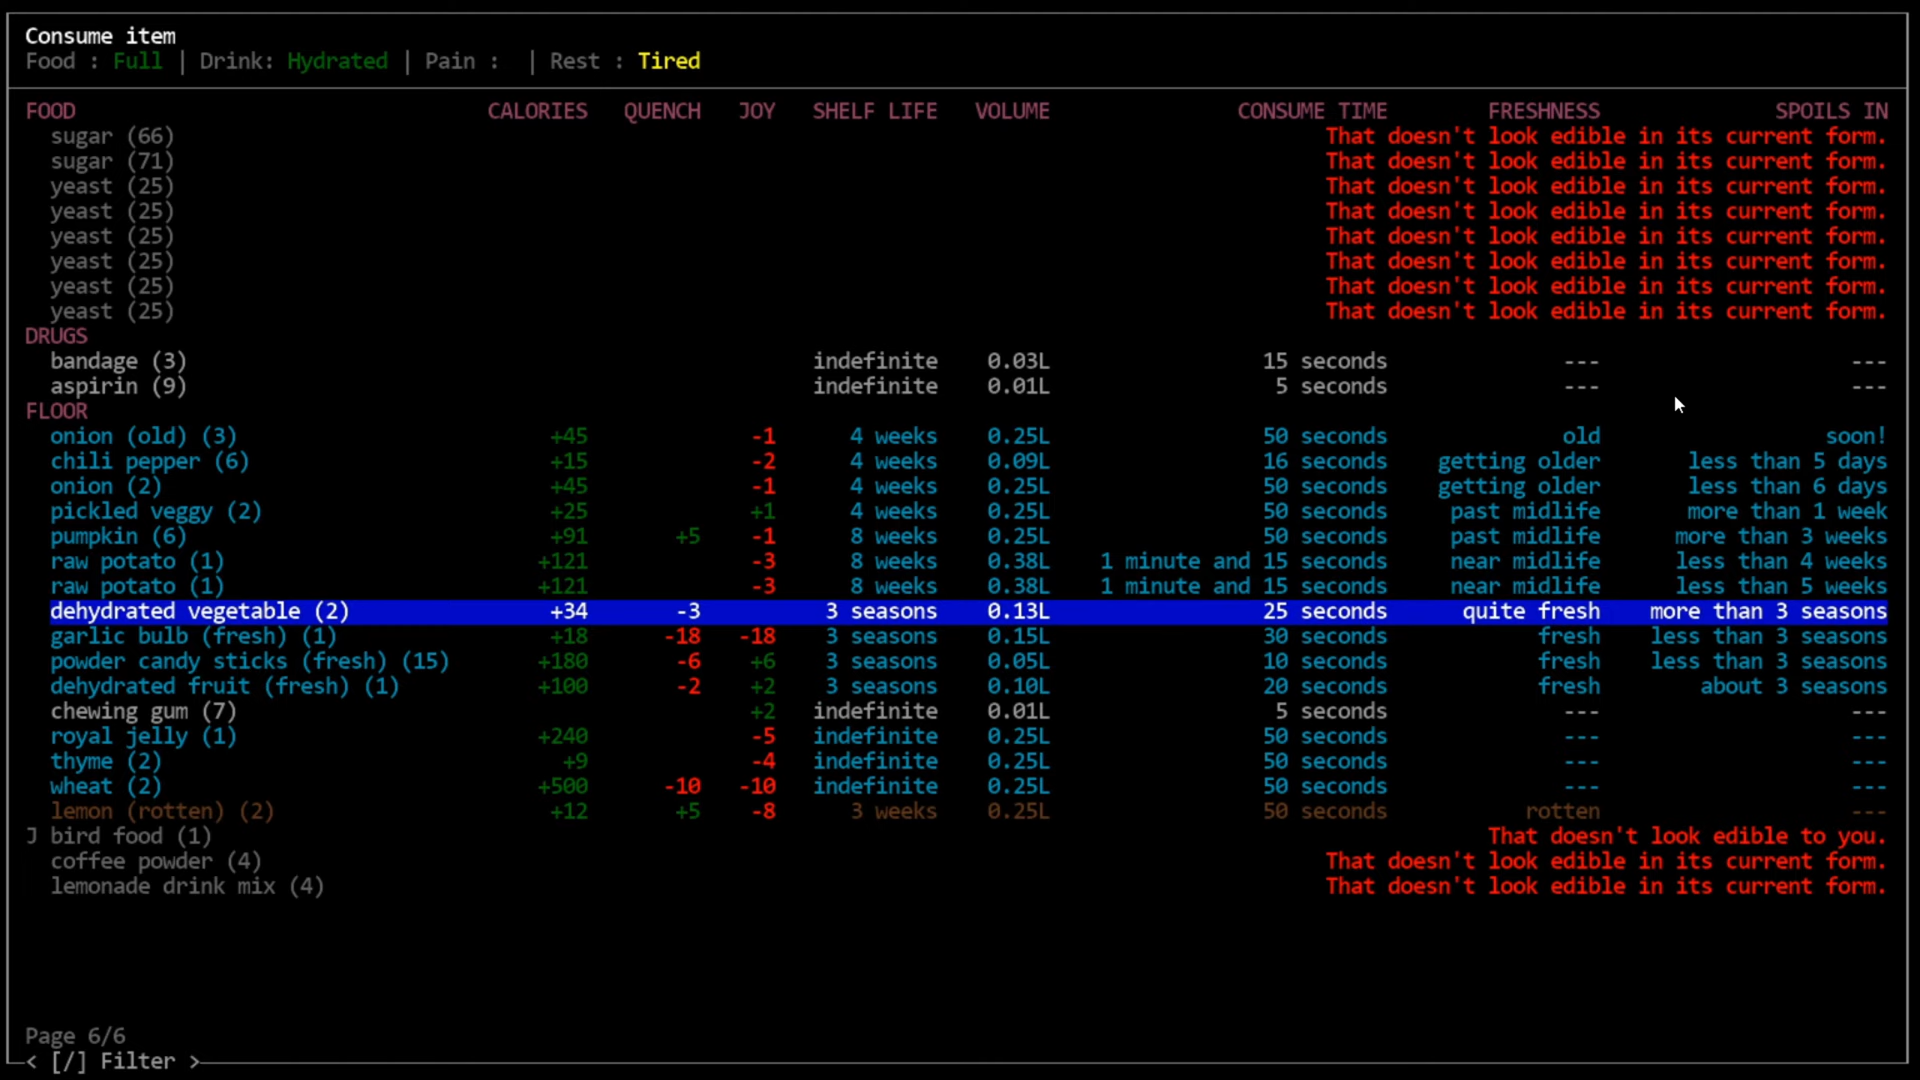 Consume item
Food : Full | Drink: Hydrated | Pain : | Rest : Tired
FOOD CALORIES QUENCH JOY SHELF LIFE VOLUME CONSUME TIME FRESHNESS SPOILS IN
sugar (66) That doesn't look edible in its current form.
sugar (71) That doesn't look edible in its current form.
yeast (25) That doesn't look edible in its current form.
yeast (25) That doesn't look edible in its current form.
yeast (25) That doesn't look edible in its current form.
yeast (25) That doesn't look edible in its current form.
yeast (25) That doesn't look edible in its current form.
yeast (25) That doesn't look edible in its current form.
DRUGS
bandage (3) indefinite 0.03L 15 seconds --- ---
aspirin (9) indefinite 0.01L 5 seconds --- ---
FLOOR
onion (old) (3) +45 -1 4 weeks 0.25L 50 seconds old soon!
chili pepper (6) +15 -2 4 weeks 0.09L 16 seconds getting older less than 5 days
onion (2) +45 -1 4 weeks 0.25L 50 seconds getting older less than 6 days
pickled veggy (2) +25 +1 4 weeks 0.25L 50 seconds past midlife more than 1 week
pumpkin (6) +91 +5 -1 8 weeks 0.25L 50 seconds past midlife more than 3 weeks
raw potato (1) +121 -3 8 weeks 0.38L 1 minute and 15 seconds near midlife less than 4 weeks
raw potato (1) +121 -3 8 weeks 0.38L 1 minute and 15 seconds near midlife less than 5 weeks
dehydrated vegetable (2) +34 -3 3 seasons 0.13L 25 seconds quite fresh more than 3 seasons
garlic bulb (fresh) (1) +18 -18 -18 3 seasons 0.15L 30 seconds fresh less than 3 seasons
powder candy sticks (fresh) (15) +180 -6 +6 3 seasons 0.05L 10 seconds fresh less than 3 seasons
dehydrated fruit (fresh) (1) +100 -2 +2 3 seasons 0.10L 20 seconds fresh about 3 seasons
chewing gum (7) +2 indefinite 0.01L 5 seconds --- ---
royal jelly (1) +240 -5 indefinite 0.25L 50 seconds --- ---
thyme (2) +9 -4 indefinite 0.25L 50 seconds --- ---
wheat (2) +500 -10 -10 indefinite 0.25L 50 seconds --- ---
lemon (rotten) (2) +12 +5 -8 3 weeks 0.25L 50 seconds rotten ---
J bird food (1) That doesn't look edible to you.
coffee powder (4) That doesn't look edible in its current form.
lemonade drink mix (4) That doesn't look edible in its current form.
Page 6/6
< [/] Filter >